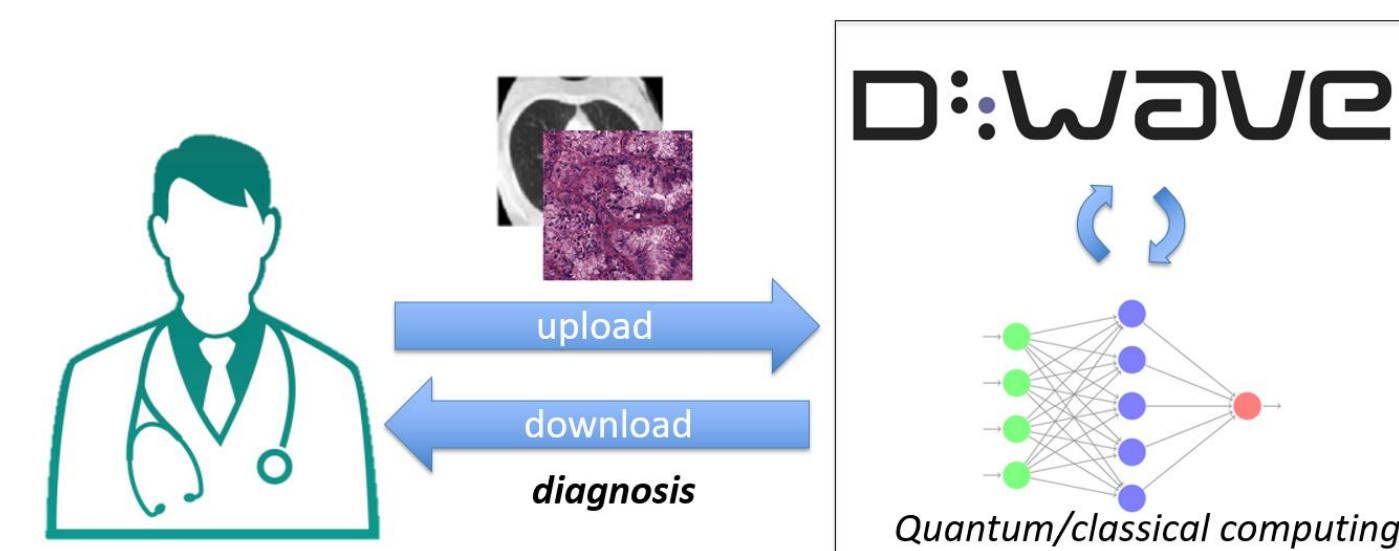 D:Wave
upload
download
diagnosis
Quantum/classical computing